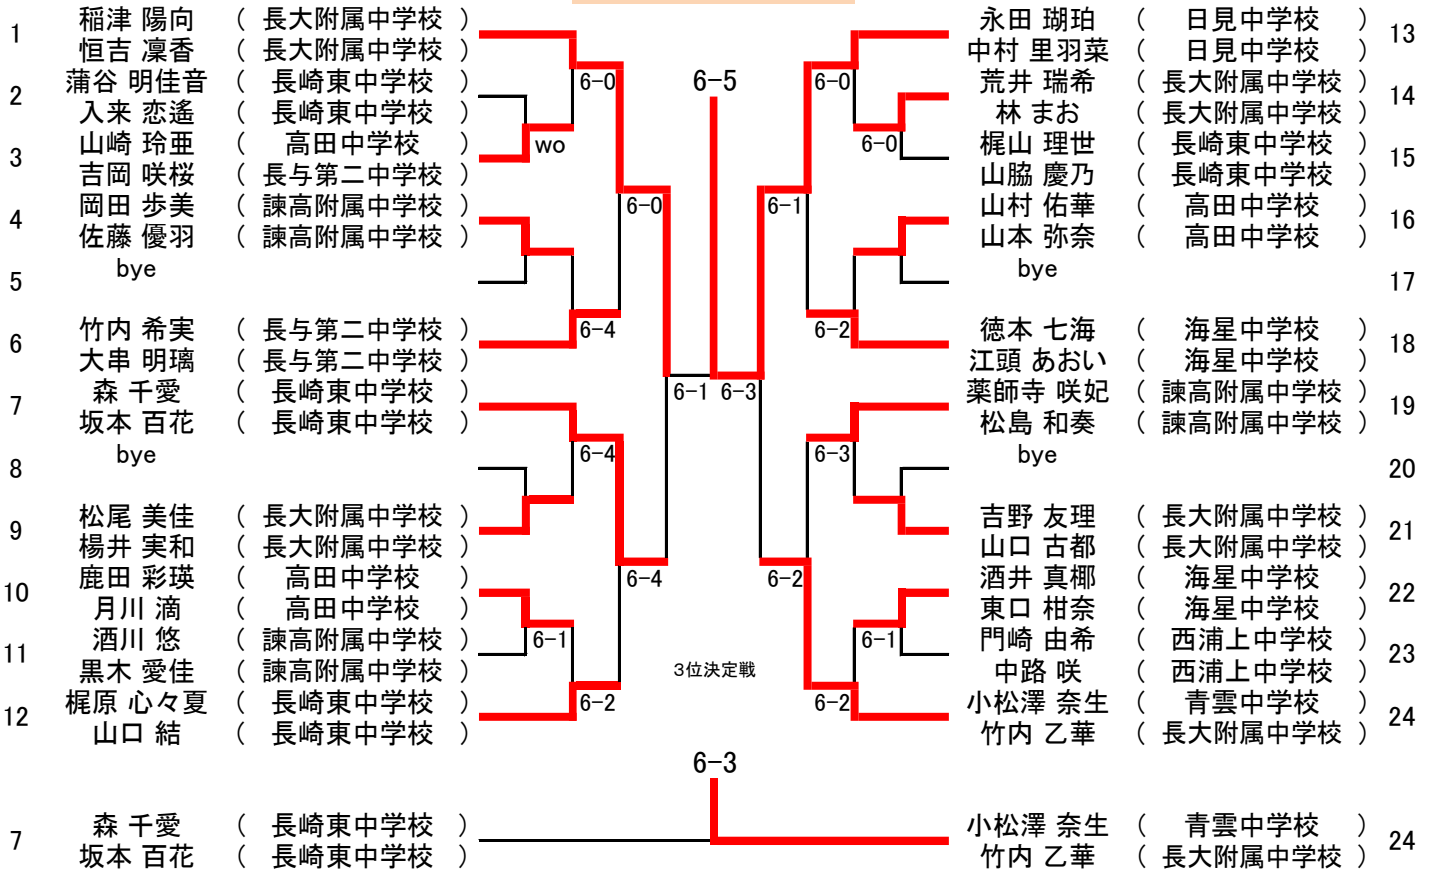 1 稲津 陽向 （ 長大附属中学校 ）
恒吉 凜香 （ 長大附属中学校 ）
2 蒲谷 明佳音 （ 長崎東中学校 ）
入来 恋遙 （ 長崎東中学校 ）
3 山崎 玲亜 （ 高田中学校 ）
吉岡 咲桜 （ 長与第二中学校 ）
4 岡田 歩美 （ 諫高附属中学校 ）
佐藤 優羽 （ 諫高附属中学校 ）
5 bye
6 竹内 希実 （ 長与第二中学校 ）
大串 明璃 （ 長与第二中学校 ）
7 森 千愛 （ 長崎東中学校 ）
坂本 百花 （ 長崎東中学校 ）
8 bye
9 松尾 美佳 （ 長大附属中学校 ）
楊井 実和 （ 長大附属中学校 ）
10 鹿田 彩瑛 （ 高田中学校 ）
月川 滴 （ 高田中学校 ）
11 酒川 悠 （ 諫高附属中学校 ）
黒木 愛佳 （ 諫高附属中学校 ）
12 梶原 心々夏 （ 長崎東中学校 ）
山口 結 （ 長崎東中学校 ）
6-0
wo
6-0
6-4
6-4
6-4
6-1
6-2
6-5
6-1 6-3
6-0
6-0
6-1
6-2
6-3
6-2
6-1
6-2
永田 瑚珀 （ 日見中学校 ） 13
中村 里羽菜 （ 日見中学校 ）
荒井 瑞希 （ 長大附属中学校 ） 14
林 まお （ 長大附属中学校 ）
梶山 理世 （ 長崎東中学校 ） 15
山脇 慶乃 （ 長崎東中学校 ）
山村 佑華 （ 高田中学校 ） 16
山本 弥奈 （ 高田中学校 ）
bye 17
徳本 七海 （ 海星中学校 ） 18
江頭 あおい （ 海星中学校 ）
薬師寺 咲妃 （ 諫高附属中学校 ） 19
松島 和奏 （ 諫高附属中学校 ）
bye 20
吉野 友理 （ 長大附属中学校 ） 21
山口 古都 （ 長大附属中学校 ）
酒井 真椰 （ 海星中学校 ） 22
東口 柑奈 （ 海星中学校 ）
門崎 由希 （ 西浦上中学校 ） 23
中路 咲 （ 西浦上中学校 ）
小松澤 奈生 （ 青雲中学校 ） 24
竹内 乙華 （ 長大附属中学校 ）
3位決定戦
6-3
7 森 千愛 （ 長崎東中学校 ）
坂本 百花 （ 長崎東中学校 ）
小松澤 奈生 （ 青雲中学校 ） 24
竹内 乙華 （ 長大附属中学校 ）